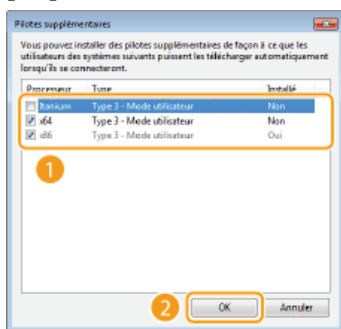 Pilotes supplémentaires
Vous pouvez installer des pilotes supplémentaires de façon à ce que les
utilisateurs des systèmes suivants puissent les télécharger automatiquement
lorsqu'ils se connecteront.
Processeur Type Installé
Itanium Type 3 - Mode utilisateur Non
x64 Type 3 - Mode utilisateur Non
x86 Type 3 - Mode utilisateur Oui
1
2 OK Annuler